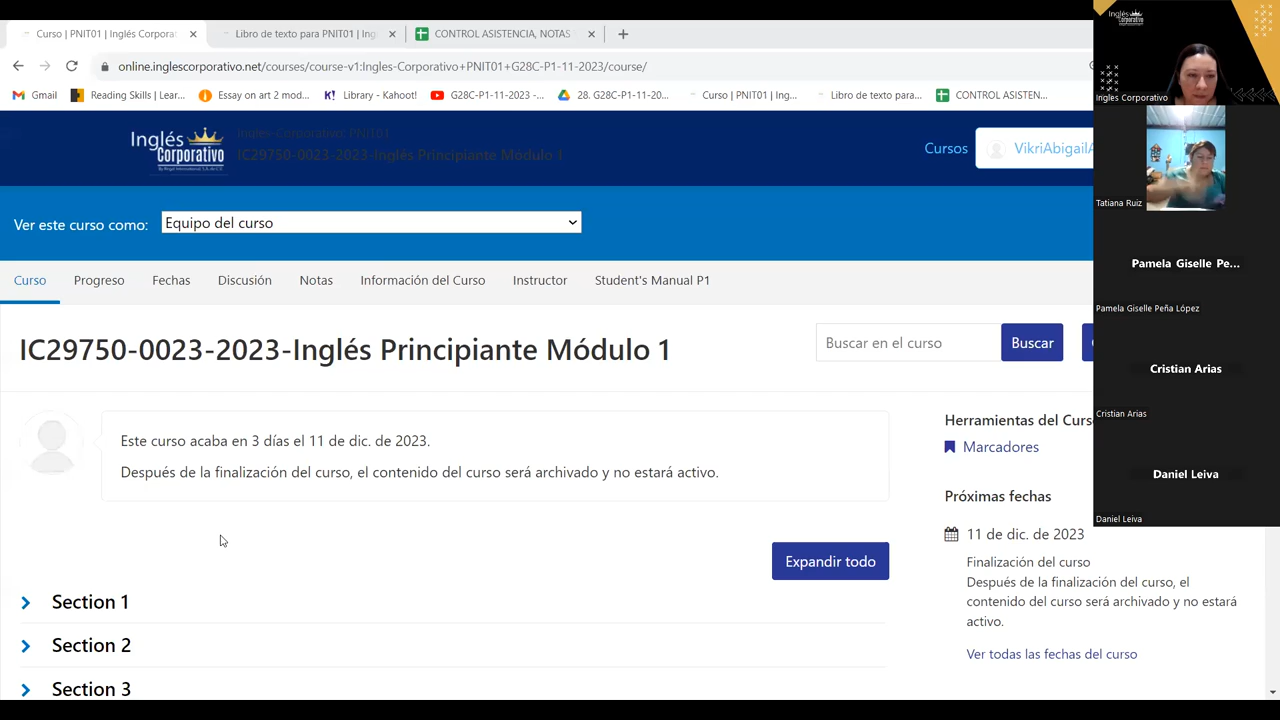 Curso | PNIT01 | Inglés Corpora
Libro de texto para PNIT01 | Ing
CONTROL ASISTENCIA, NOTAS
online.inglescorporativo.net/courses/course-v1:Ingles-Corporativo+PNIT01+G28C-P1-11-2023/course/
Gmail
Reading Skills | Lear...
Essay on art 2 mod...
Library - Kahoot!
G28C-P1-11-2023 -...
28. G28C-P1-11-20...
Curso | PNIT01 | Ing...
Libro de texto para...
CONTROL ASISTEN...
Inglés
Corporativo
Ingles-Corporativo: PNIT01
IC29750-0023-2023-Inglés Principiante Módulo 1
Cursos
VikriAbigailA
Ver este curso como:
Equipo del curso
Curso
Progreso
Fechas
Discusión
Notas
Información del Curso
Instructor
Student's Manual P1
IC29750-0023-2023-Inglés Principiante Módulo 1
Buscar en el curso
Buscar
Este curso acaba en 3 días el 11 de dic. de 2023.
Después de la finalización del curso, el contenido del curso será archivado y no estará activo.
Expandir todo
Section 1
Section 2
Section 3
Herramientas del Curs
Marcadores
Próximas fechas
11 de dic. de 2023
Finalización del curso
Después de la finalización del curso, el
contenido del curso será archivado y no estará
activo.
Ver todas las fechas del curso
Inglés
Corporativo
Ingles Corporativo
Tatiana Ruiz
Pamela Giselle Pe...
Pamela Giselle Peña López
Cristian Arias
Cristian Arias
Daniel Leiva
Daniel Leiva